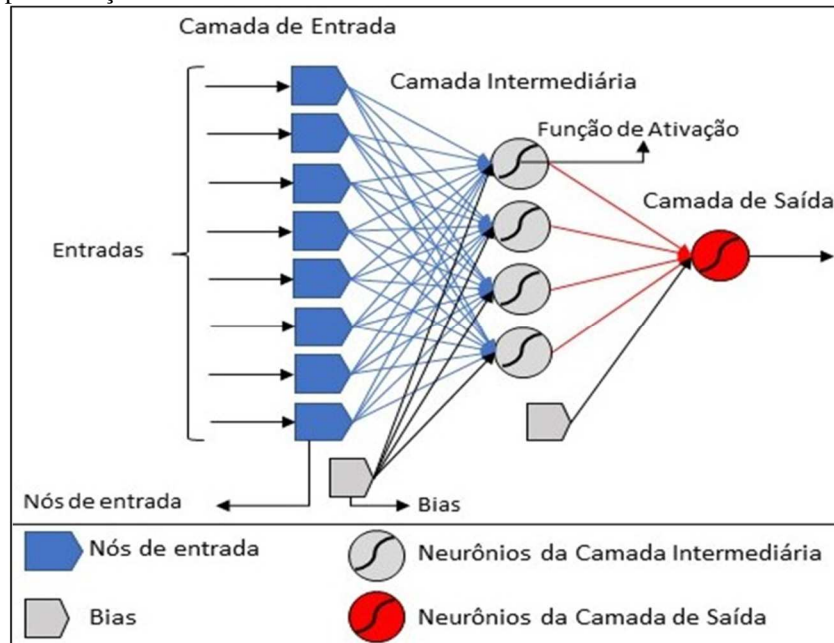 Camada de Entrada
Camada Intermediária
Função de Ativação
Camada de Saída
Entradas
Nós de entrada
Bias
Nós de entrada
Neurônios da Camada Intermediária
Bias
Neurônios da Camada de Saída